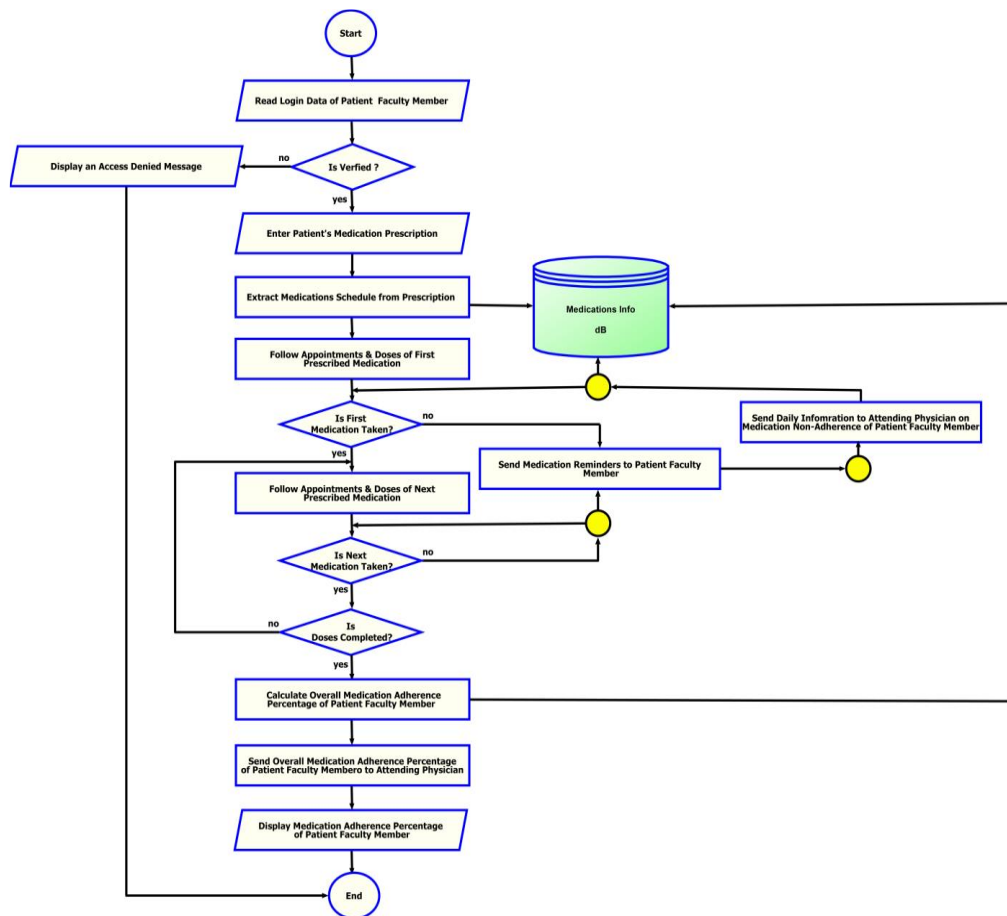 Start
Read Login Data of Patient Faculty Member
Is Verfied ?
no
Display an Access Denied Message
yes
Enter Patient's Medication Prescription
Extract Medications Schedule from Prescription
Medications Info
dB
Follow Appointments & Doses of First
Prescribed Medication
Is First
Medication Taken?
no
yes
Send Daily Infomration to Attending Physician on
Medication Non-Adherence of Patient Faculty Member
Send Medication Reminders to Patient Faculty
Member
Follow Appointments & Doses of Next
Prescribed Medication
Is Next
Medication Taken?
no
yes
Is
Doses Completed?
no
yes
Calculate Overall Medication Adherence
Percentage of Patient Faculty Member
Send Overall Medication Adherence Percentage
of Patient Faculty Membero to Attending Physician
Display Medication Adherence Percentage
of Patient Faculty Member
End